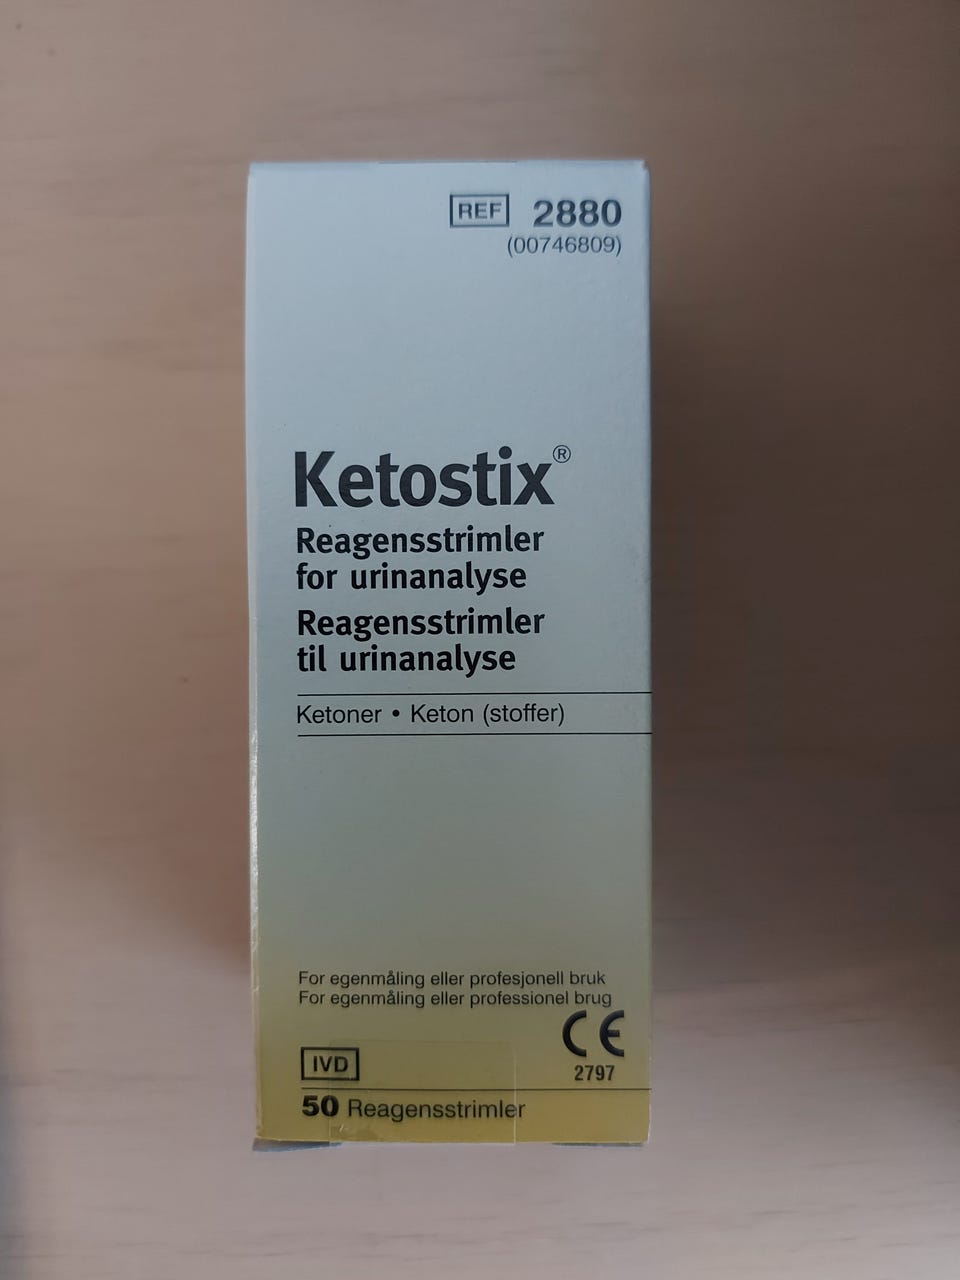 REF 2880
(00746809)
Ketostix®
Reagensstrimler
for urinanalyse
Reagensstrimler
til urinanalyse
Ketoner • Keton (stoffer)
For egenmåling eller profesjonell bruk
For egenmåling eller professionel brug
CE
IVD
2797
50 Reagensstrimler